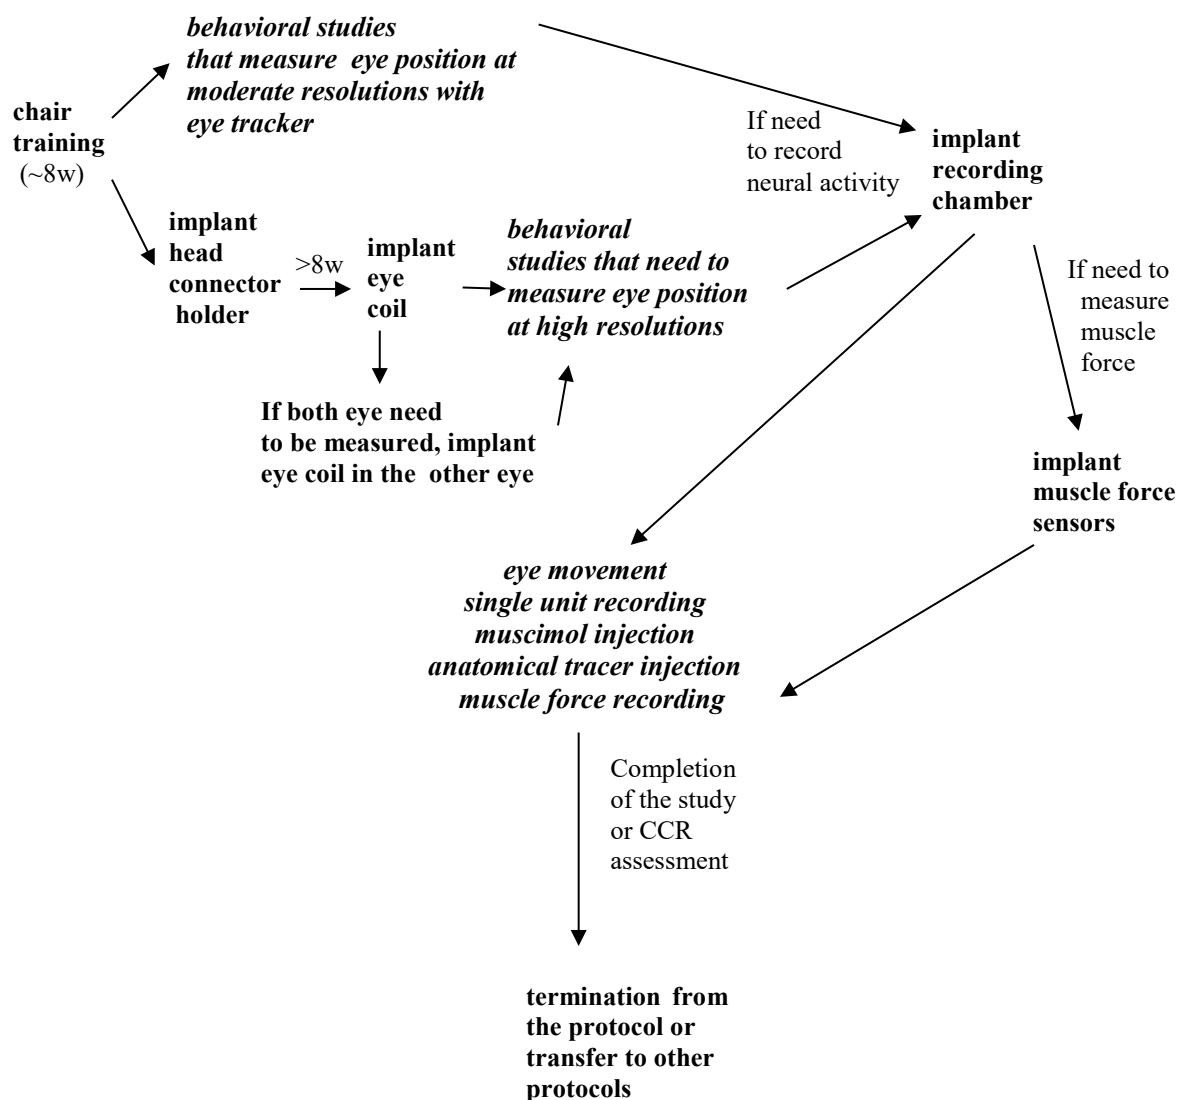 behavioral studies
that measure eye position at
moderate resolutions with
eye tracker
chair
training
(~8w)
If need
to record
neural activity
implant
recording
chamber
implant
head
connector
holder
>8w
implant
eye
coil
behavioral
studies that need to
measure eye position
at high resolutions
If need to
measure
muscle
force
If both eye need
to be measured, implant
eye coil in the other eye
implant
muscle force
sensors
eye movement
single unit recording
muscimol injection
anatomical tracer injection
muscle force recording
Completion
of the study
or CCR
assessment
termination from
the protocol or
transfer to other
protocols